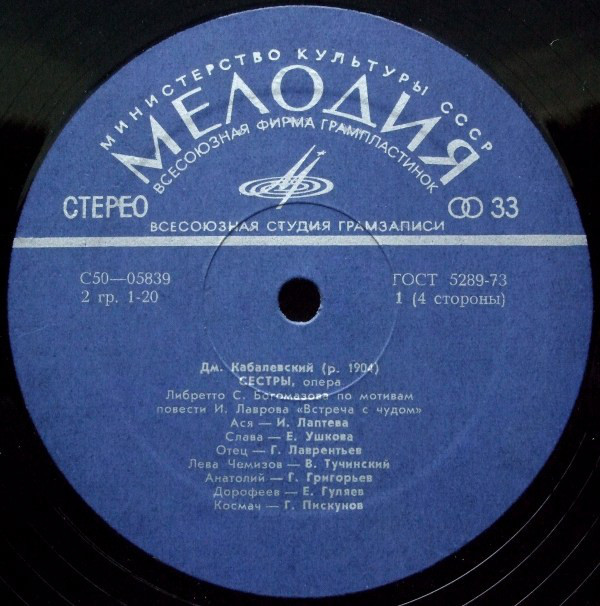 МИНИСТЕРСТВО КУЛЬТУРЫ СССР
МЕЛОДИЯ
ВСЕСОЮЗНАЯ ФИРМА ГРАМПЛАСТИНОК
СТЕРЕО
33
ВСЕСОЮЗНАЯ СТУДИЯ ГРАМЗАПИСИ
С50—05839
ГОСТ 5289-73
2 гр. 1-20
1 (4 стороны)
Дм. Кабалевский (р. 1904)
СЕСТРЫ, опера
Либретто С. Богомазова по мотивам
повести И. Лаврова «Встреча с чудом»
Ася — И. Лаптева
Слава — Е. Ушкова
Отец — Г. Лаврентьев
Лева Чемизов — В. Тучинский
Анатолий — Г. Григорьев
Дорофеев — Е. Гуляев
Космач — Г. Пискунов